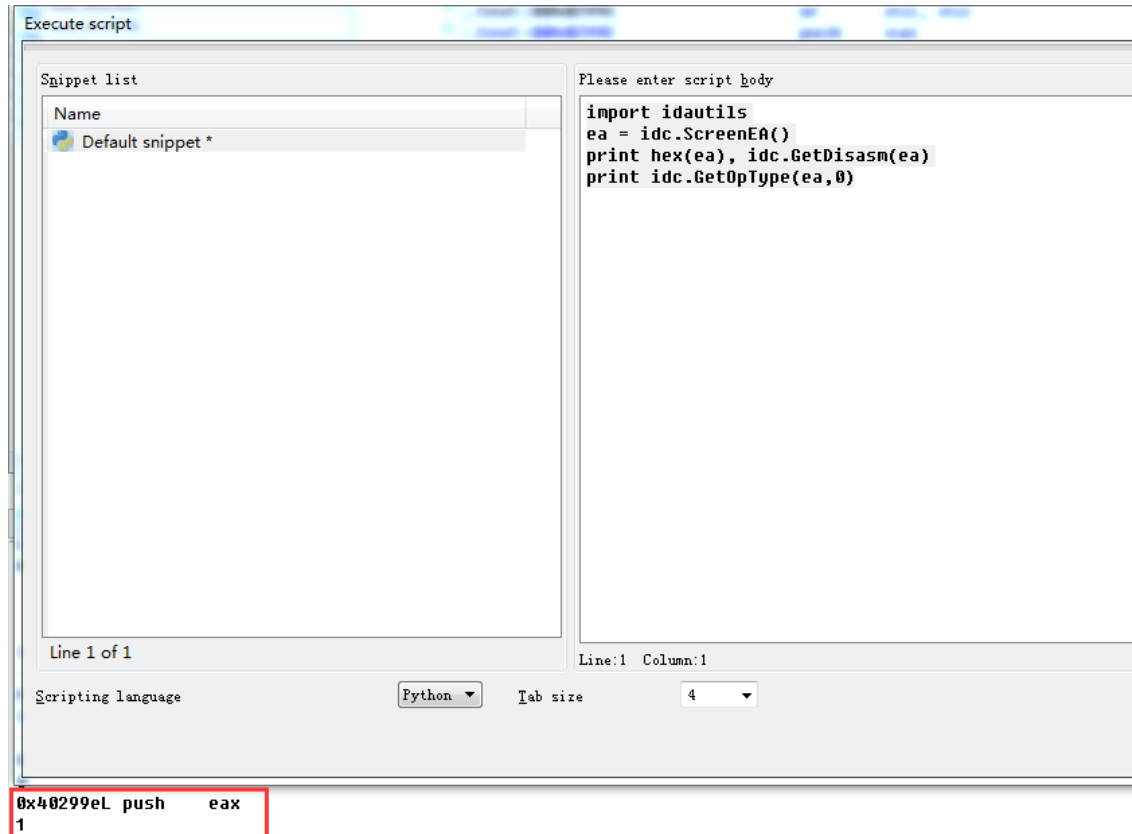 Execute script
Snippet list
Name
Default snippet *
Line 1 of 1
Please enter script body
import idautils
ea = idc.ScreenEA()
print hex(ea), idc.GetDisasm(ea)
print idc.GetOpType(ea,0)
Line:1 Column:1
Scripting language
Python
Tab size
4
0x40299eL push eax
1